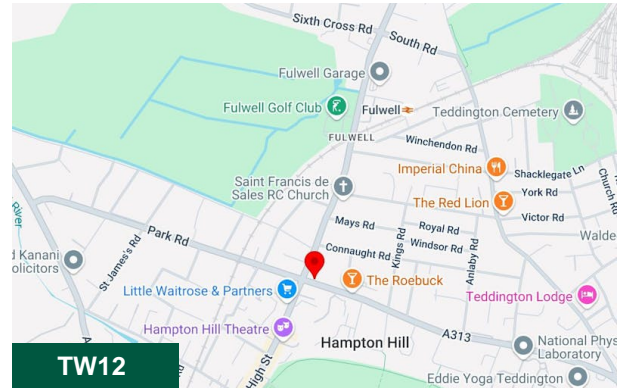 Sixth Cross Rd
South Rd
Fulwell Garage
Fulwell Golf Club
Fulwell
Teddington Cemetery
FULWELL
Winchendon Rd
Imperial China
Shacklegate Ln
Church Rd
Saint Francis de
Sales RC Church
The Red Lion
York Rd
Victor Rd
Mays Rd
Royal Rd
Walde
River
Park Rd
St James's Rd
Connaught Rd
Kings Rd
Windsor Rd
Anlaby Rd
d Kanani
olicitors
Little Waitrose & Partners
The Roebuck
Teddington Lodge
Hampton Hill Theatre
A313
Hampton Hill
National Phys
Laboratory
High St
Eddie Yoga Teddington
A
TW12